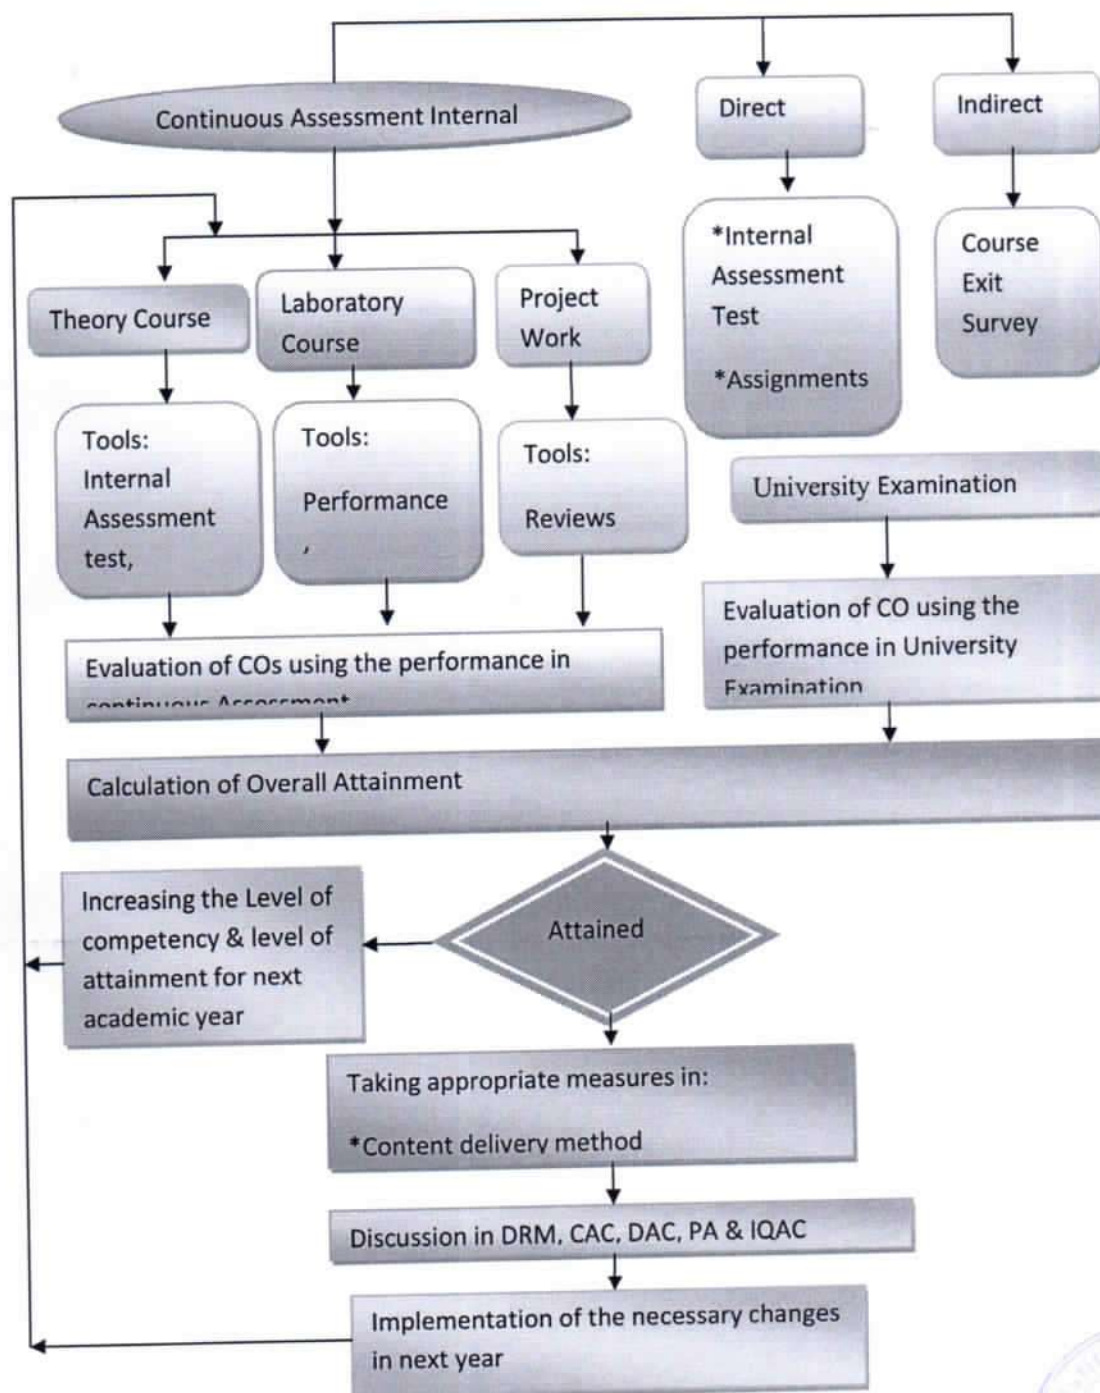 Continuous Assessment Internal
Direct
Indirect
*Internal
Assessment
Test
*Assignments
Course
Exit
Survey
Theory Course
Laboratory
Course
Project
Work
Tools:
Internal
Assessment
test,
Tools:
Performance
,
Tools:
Reviews
University Examination
Evaluation of COs using the performance in
continuous Assessment
Evaluation of CO using the
performance in University
Examination
Calculation of Overall Attainment
Attained
Increasing the Level of
competency & level of
attainment for next
academic year
Taking appropriate measures in:
*Content delivery method
Discussion in DRM, CAC, DAC, PA & IQAC
Implementation of the necessary changes
in next year